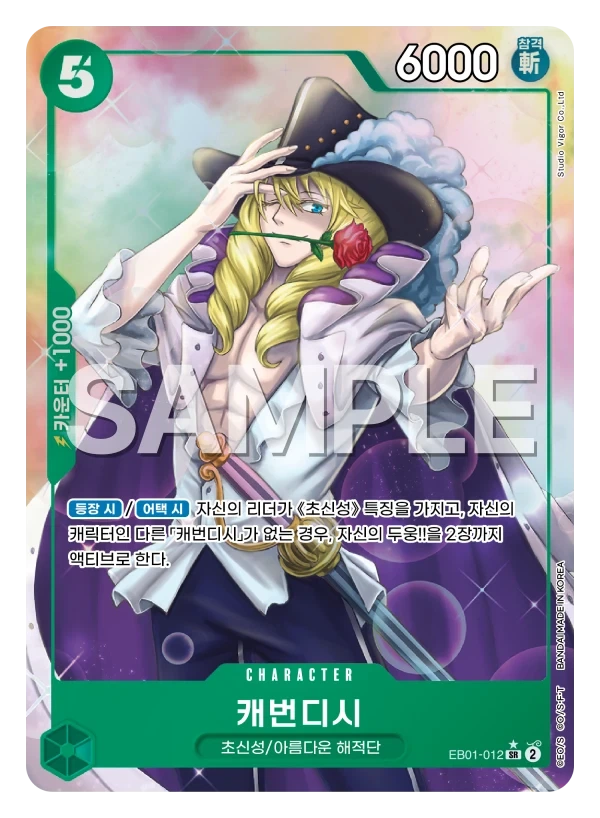 5
6000
참격
斬
Studio Vigor Co.,Ltd
카운터 +1000
SAMPLE
등장 시 / 어택 시 자신의 리더가 《초신성》 특징을 가지고, 자신의
캐릭터인 다른 「캐번디시」가 없는 경우, 자신의 두웅!!을 2장까지
액티브로 한다.
CHARACTER
캐번디시
초신성/아름다운 해적단
EB01-012 SR 2
©EO/S ©O/S·F·T BANDAI MADE IN KOREA